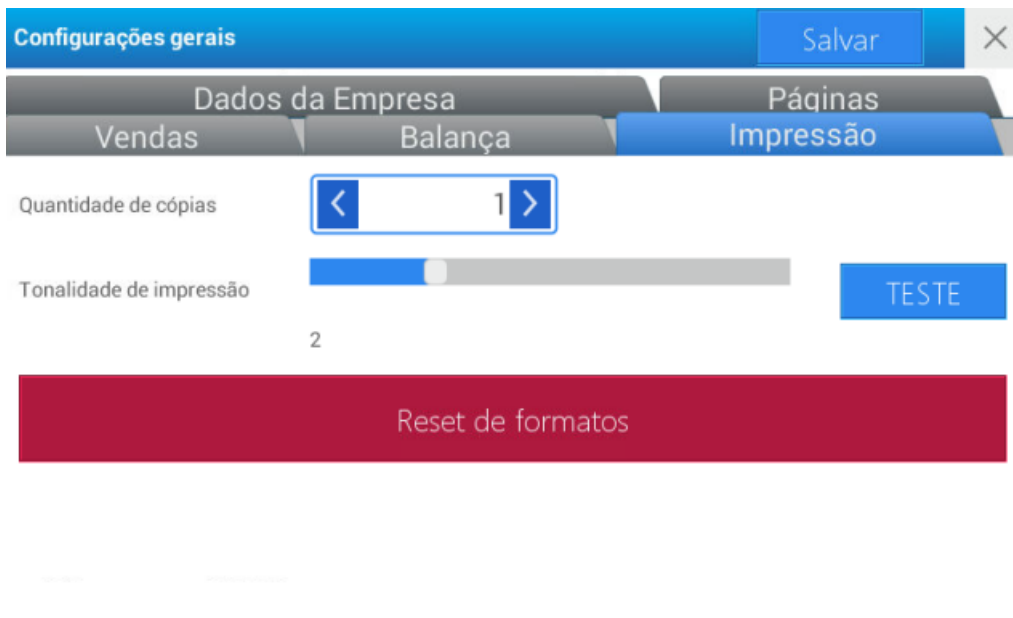 Configurações gerais
Salvar
Dados da Empresa
Páginas
Vendas
Balança
Impressão
Quantidade de cópias
1
Tonalidade de impressão
TESTE
2
Reset de formatos